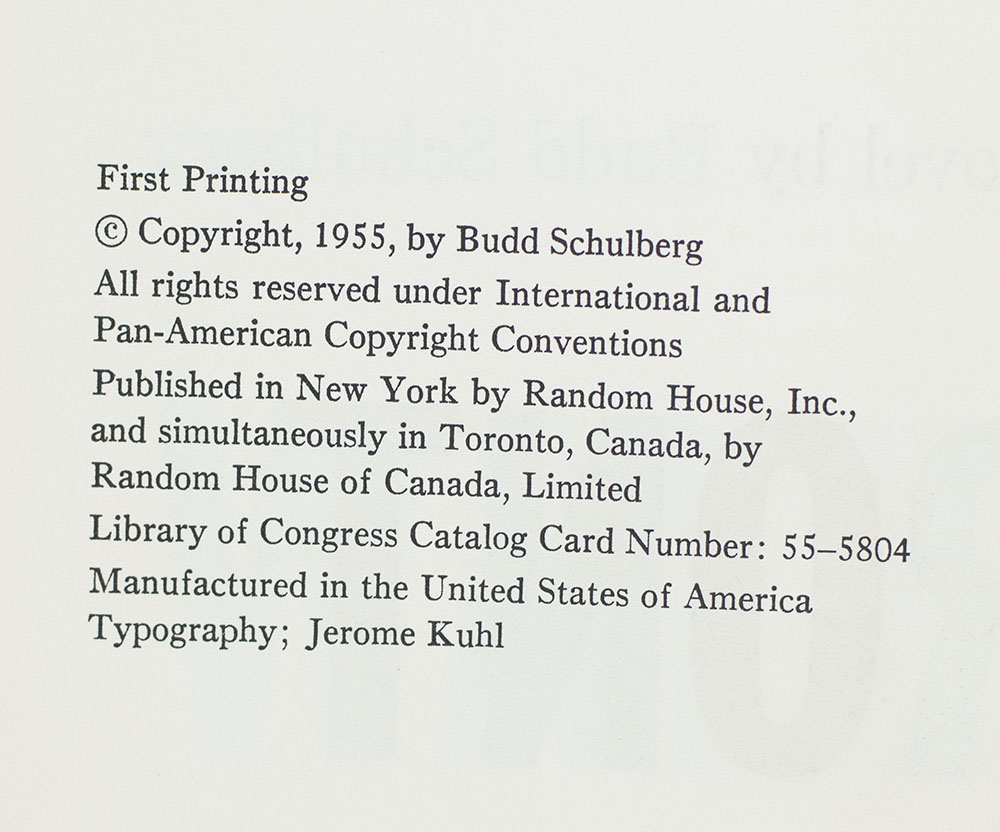 First Printing
© Copyright, 1955, by Budd Schulberg
All rights reserved under International and
Pan-American Copyright Conventions
Published in New York by Random House, Inc.,
and simultaneously in Toronto, Canada, by
Random House of Canada, Limited
Library of Congress Catalog Card Number: 55–5804
Manufactured in the United States of America
Typography; Jerome Kuhl